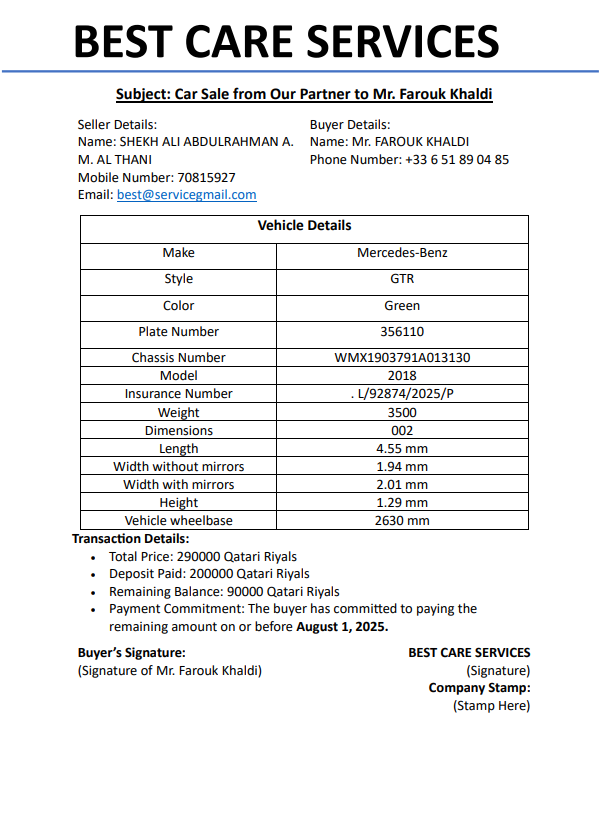 BEST CARE SERVICES
Subject: Car Sale from Our Partner to Mr. Farouk Khaldi
Seller Details:
Name: SHEKH ALI ABDULRAHMAN A.
M. AL THANI
Mobile Number: 70815927
Email: best@servicegmail.com
Buyer Details:
Name: Mr. FAROUK KHALDI
Phone Number: +33 6 51 89 04 85
Vehicle Details
Make Mercedes-Benz
Style GTR
Color Green
Plate Number 356110
Chassis Number WMX1903791A013130
Model 2018
Insurance Number . L/92874/2025/P
Weight 3500
Dimensions 002
Length 4.55 mm
Width without mirrors 1.94 mm
Width with mirrors 2.01 mm
Height 1.29 mm
Vehicle wheelbase 2630 mm
Transaction Details:
• Total Price: 290000 Qatari Riyals
• Deposit Paid: 200000 Qatari Riyals
• Remaining Balance: 90000 Qatari Riyals
• Payment Commitment: The buyer has committed to paying the
remaining amount on or before August 1, 2025.
Buyer’s Signature:
(Signature of Mr. Farouk Khaldi)
BEST CARE SERVICES
(Signature)
Company Stamp:
(Stamp Here)